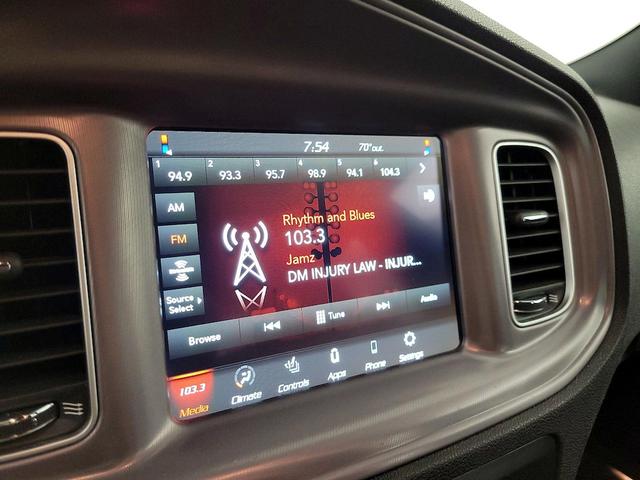 7:54 70° out
1 2 3 4 5 6
94.9 93.3 95.7 98.9 94.1 104.3
AM
FM
Source
Select
Rhythm and Blues
103.3
Jamz
DM INJURY LAW - INJUR...
Browse Tune Audio
103.3
Media Climate Controls Apps Phone Settings